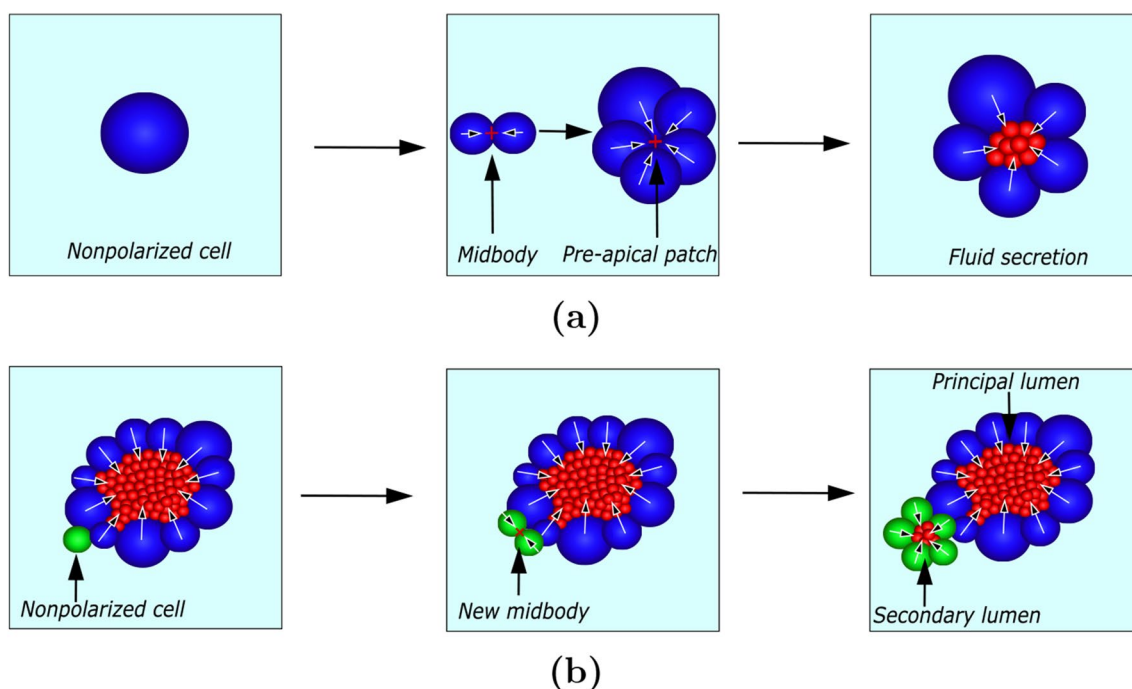 Nonpolarized cell
Midbody
Pre-apical patch
Fluid secretion
(a)
Principal lumen
Nonpolarized cell
New midbody
Secondary lumen
(b)